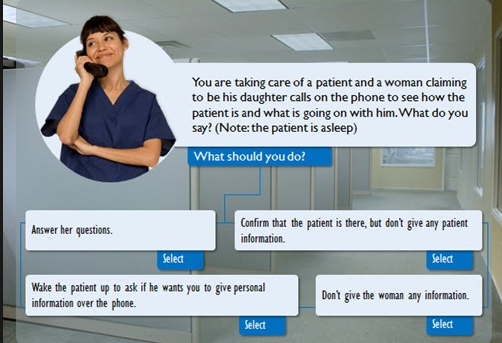 You are taking care of a patient and a woman claiming
to be his daughter calls on the phone to see how the
patient is and what is going on with him. What do you
say? (Note: the patient is asleep)
What should you do?
Answer her questions.
Select
Confirm that the patient is there, but don't give any patient
information.
Select
Wake the patient up to ask if he wants you to give personal
information over the phone.
Select
Don't give the woman any information.
Select